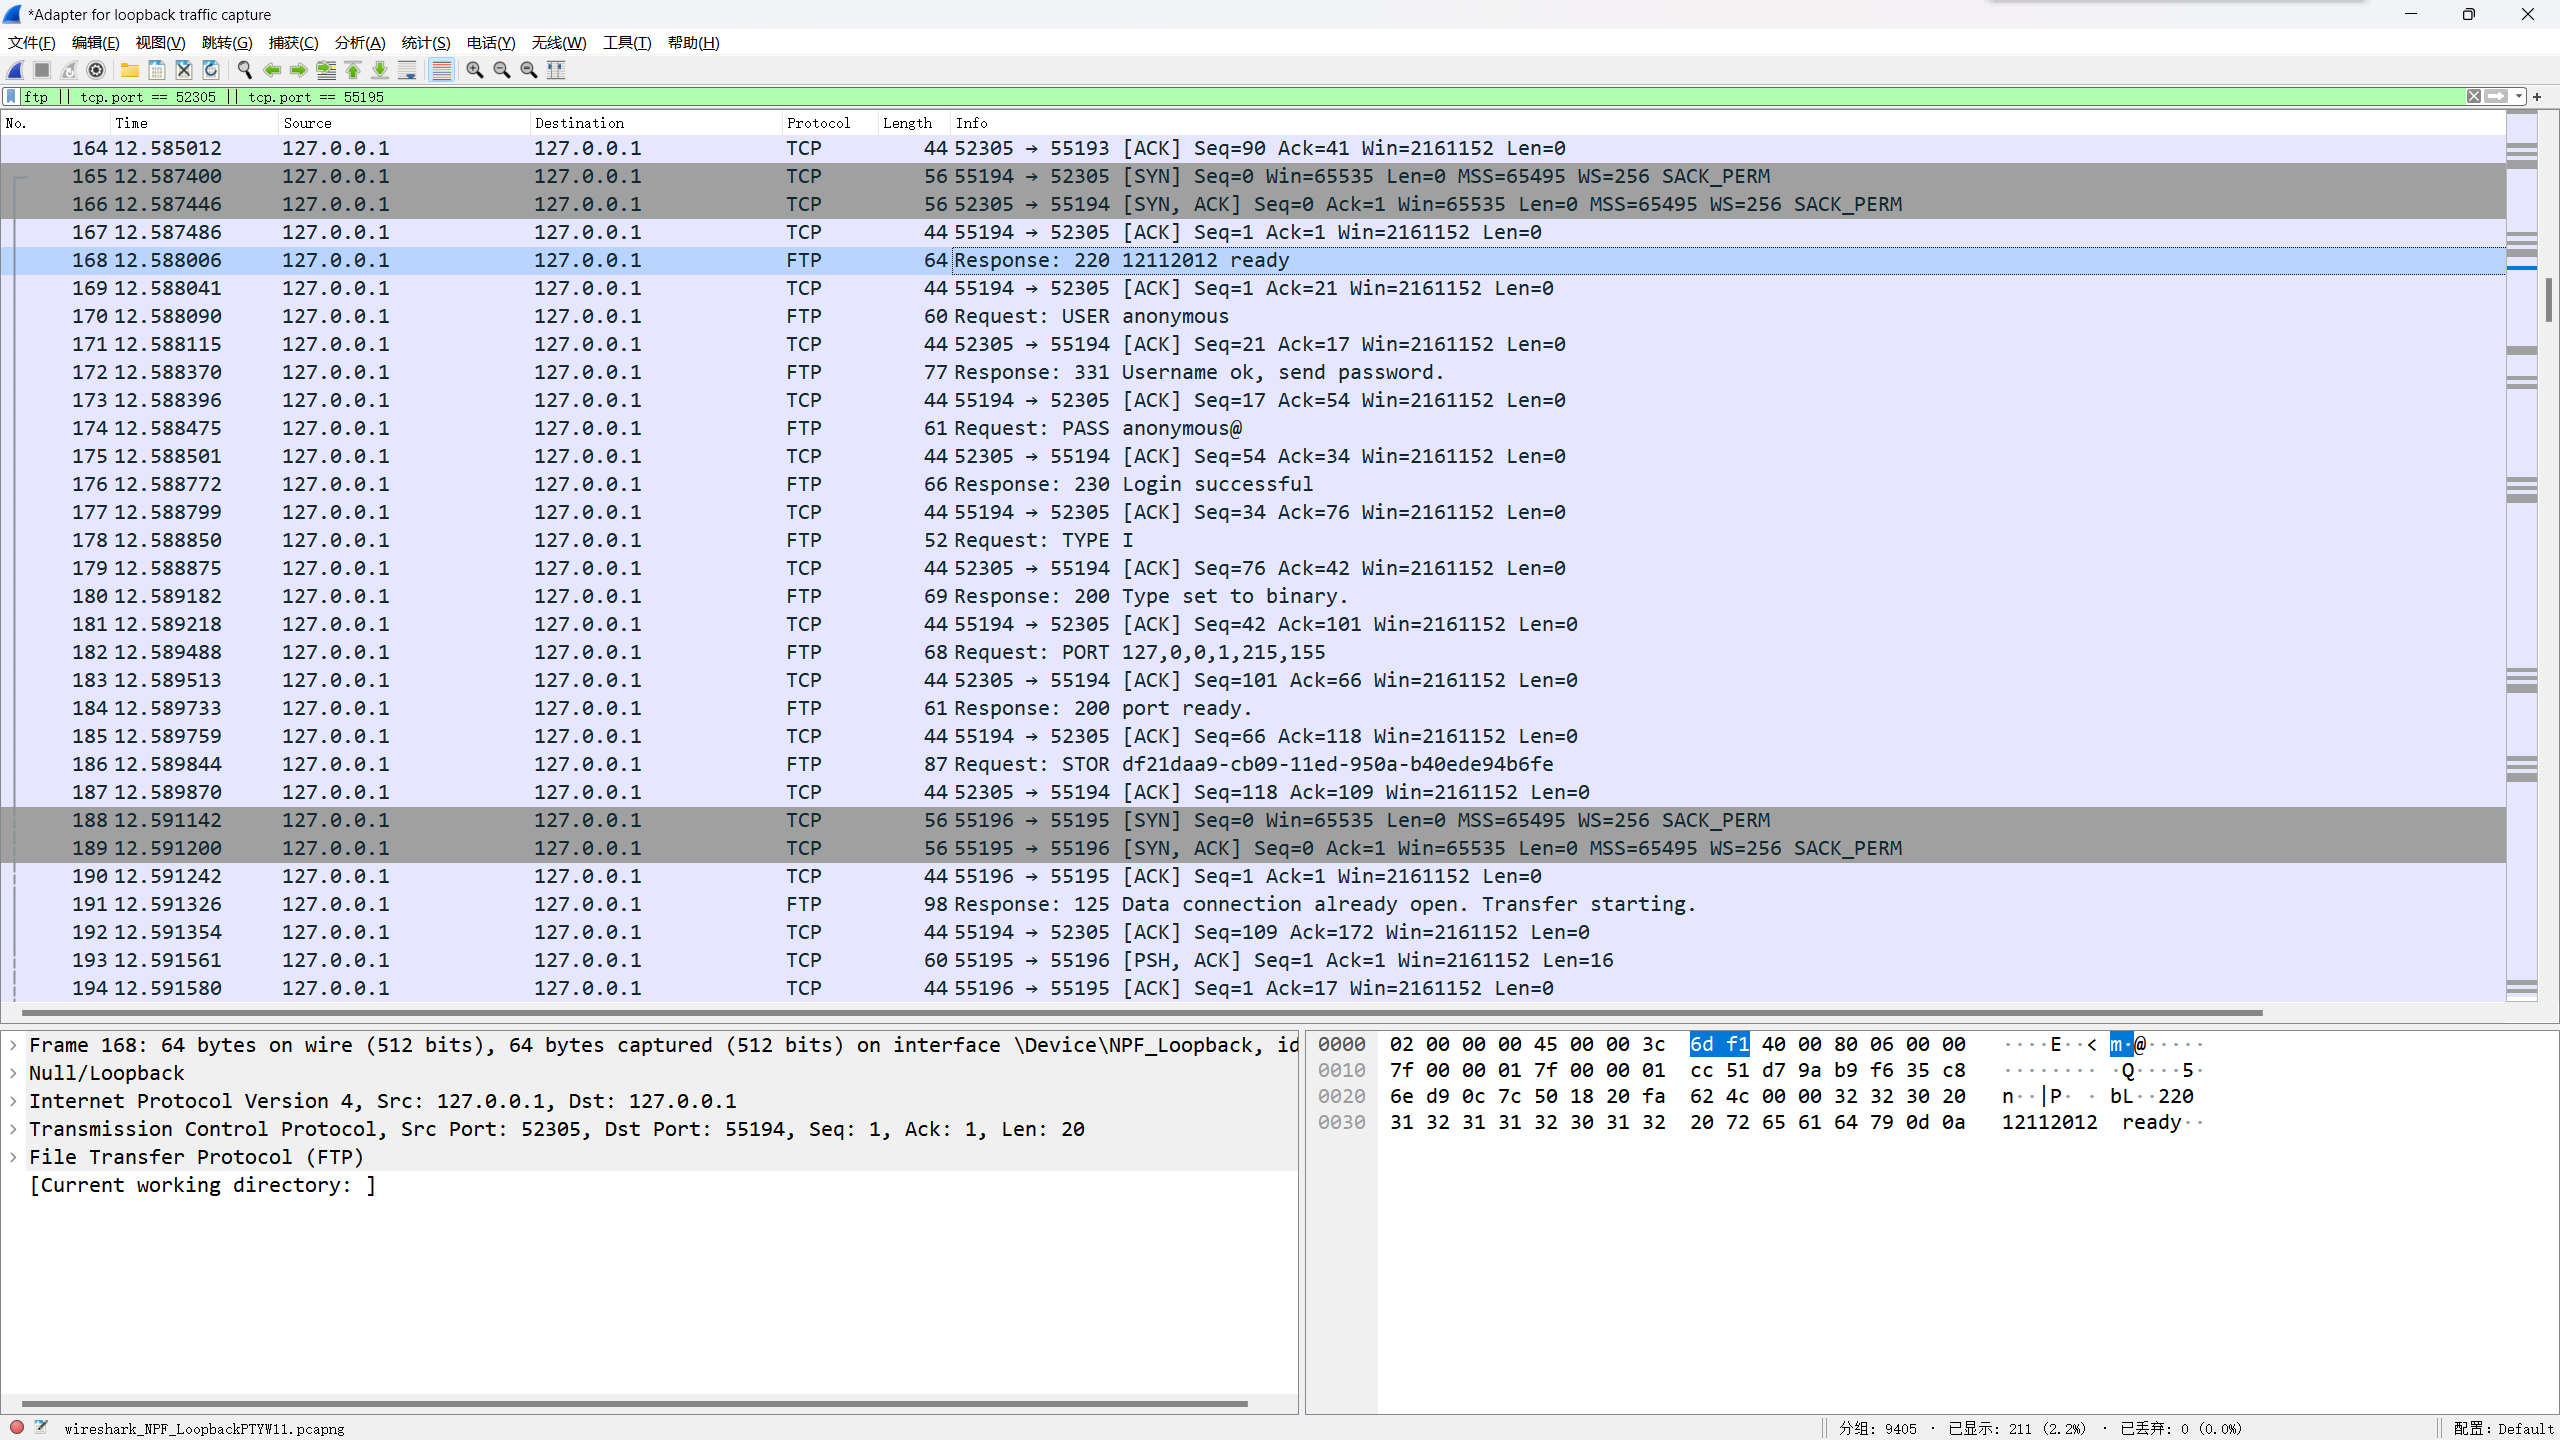 *Adapter for loopback traffic capture
文件(F) 编辑(E) 视图(V) 跳转(G) 捕获(C) 分析(A) 统计(S) 电话(Y) 无线(W) 工具(T) 帮助(H)
ftp || tcp.port == 52305 || tcp.port == 55195
No. Time Source Destination Protocol Length Info
164 12.585012 127.0.0.1 127.0.0.1 TCP 44 52305 → 55193 [ACK] Seq=90 Ack=41 Win=2161152 Len=0
165 12.587400 127.0.0.1 127.0.0.1 TCP 56 55194 → 52305 [SYN] Seq=0 Win=65535 Len=0 MSS=65495 WS=256 SACK_PERM
166 12.587446 127.0.0.1 127.0.0.1 TCP 56 52305 → 55194 [SYN, ACK] Seq=0 Ack=1 Win=65535 Len=0 MSS=65495 WS=256 SACK_PERM
167 12.587486 127.0.0.1 127.0.0.1 TCP 44 55194 → 52305 [ACK] Seq=1 Ack=1 Win=2161152 Len=0
168 12.588006 127.0.0.1 127.0.0.1 FTP 64 Response: 220 12112012 ready
169 12.588041 127.0.0.1 127.0.0.1 TCP 44 55194 → 52305 [ACK] Seq=1 Ack=21 Win=2161152 Len=0
170 12.588090 127.0.0.1 127.0.0.1 FTP 60 Request: USER anonymous
171 12.588115 127.0.0.1 127.0.0.1 TCP 44 52305 → 55194 [ACK] Seq=21 Ack=17 Win=2161152 Len=0
172 12.588370 127.0.0.1 127.0.0.1 FTP 77 Response: 331 Username ok, send password.
173 12.588396 127.0.0.1 127.0.0.1 TCP 44 55194 → 52305 [ACK] Seq=17 Ack=54 Win=2161152 Len=0
174 12.588475 127.0.0.1 127.0.0.1 FTP 61 Request: PASS anonymous@
175 12.588501 127.0.0.1 127.0.0.1 TCP 44 52305 → 55194 [ACK] Seq=54 Ack=34 Win=2161152 Len=0
176 12.588772 127.0.0.1 127.0.0.1 FTP 66 Response: 230 Login successful
177 12.588799 127.0.0.1 127.0.0.1 TCP 44 55194 → 52305 [ACK] Seq=34 Ack=76 Win=2161152 Len=0
178 12.588850 127.0.0.1 127.0.0.1 FTP 52 Request: TYPE I
179 12.588875 127.0.0.1 127.0.0.1 TCP 44 52305 → 55194 [ACK] Seq=76 Ack=42 Win=2161152 Len=0
180 12.589182 127.0.0.1 127.0.0.1 FTP 69 Response: 200 Type set to binary.
181 12.589218 127.0.0.1 127.0.0.1 TCP 44 55194 → 52305 [ACK] Seq=42 Ack=101 Win=2161152 Len=0
182 12.589488 127.0.0.1 127.0.0.1 FTP 68 Request: PORT 127,0,0,1,215,155
183 12.589513 127.0.0.1 127.0.0.1 TCP 44 52305 → 55194 [ACK] Seq=101 Ack=66 Win=2161152 Len=0
184 12.589733 127.0.0.1 127.0.0.1 FTP 61 Response: 200 port ready.
185 12.589759 127.0.0.1 127.0.0.1 TCP 44 55194 → 52305 [ACK] Seq=66 Ack=118 Win=2161152 Len=0
186 12.589844 127.0.0.1 127.0.0.1 FTP 87 Request: STOR df21daa9-cb09-11ed-950a-b40ede94b6fe
187 12.589870 127.0.0.1 127.0.0.1 TCP 44 52305 → 55194 [ACK] Seq=118 Ack=109 Win=2161152 Len=0
188 12.591142 127.0.0.1 127.0.0.1 TCP 56 55196 → 55195 [SYN] Seq=0 Win=65535 Len=0 MSS=65495 WS=256 SACK_PERM
189 12.591200 127.0.0.1 127.0.0.1 TCP 56 55195 → 55196 [SYN, ACK] Seq=0 Ack=1 Win=65535 Len=0 MSS=65495 WS=256 SACK_PERM
190 12.591242 127.0.0.1 127.0.0.1 TCP 44 55196 → 55195 [ACK] Seq=1 Ack=1 Win=2161152 Len=0
191 12.591326 127.0.0.1 127.0.0.1 FTP 98 Response: 125 Data connection already open. Transfer starting.
192 12.591354 127.0.0.1 127.0.0.1 TCP 44 55194 → 52305 [ACK] Seq=109 Ack=172 Win=2161152 Len=0
193 12.591561 127.0.0.1 127.0.0.1 TCP 60 55195 → 55196 [PSH, ACK] Seq=1 Ack=1 Win=2161152 Len=16
194 12.591580 127.0.0.1 127.0.0.1 TCP 44 55196 → 55195 [ACK] Seq=1 Ack=17 Win=2161152 Len=0
Frame 168: 64 bytes on wire (512 bits), 64 bytes captured (512 bits) on interface \Device\NPF_Loopback, id
Null/Loopback
Internet Protocol Version 4, Src: 127.0.0.1, Dst: 127.0.0.1
Transmission Control Protocol, Src Port: 52305, Dst Port: 55194, Seq: 1, Ack: 1, Len: 20
File Transfer Protocol (FTP)
[Current working directory: ]
0000 02 00 00 00 45 00 00 3c 6d f1 40 00 80 06 00 00 ····E··< m·@·····
0010 7f 00 00 01 7f 00 00 01 cc 51 d7 9a b9 f6 35 c8 ········ ·Q····5·
0020 6e d9 0c 7c 50 18 20 fa 62 4c 00 00 32 32 30 20 n··|P· · bL··220
0030 31 32 31 31 32 30 31 32 20 72 65 61 64 79 0d 0a 12112012 ready··
wireshark_NPF_LoopbackPTYW11.pcapng 分组: 9405 · 已显示: 211 (2.2%) · 已丢弃: 0 (0.0%) 配置: Default